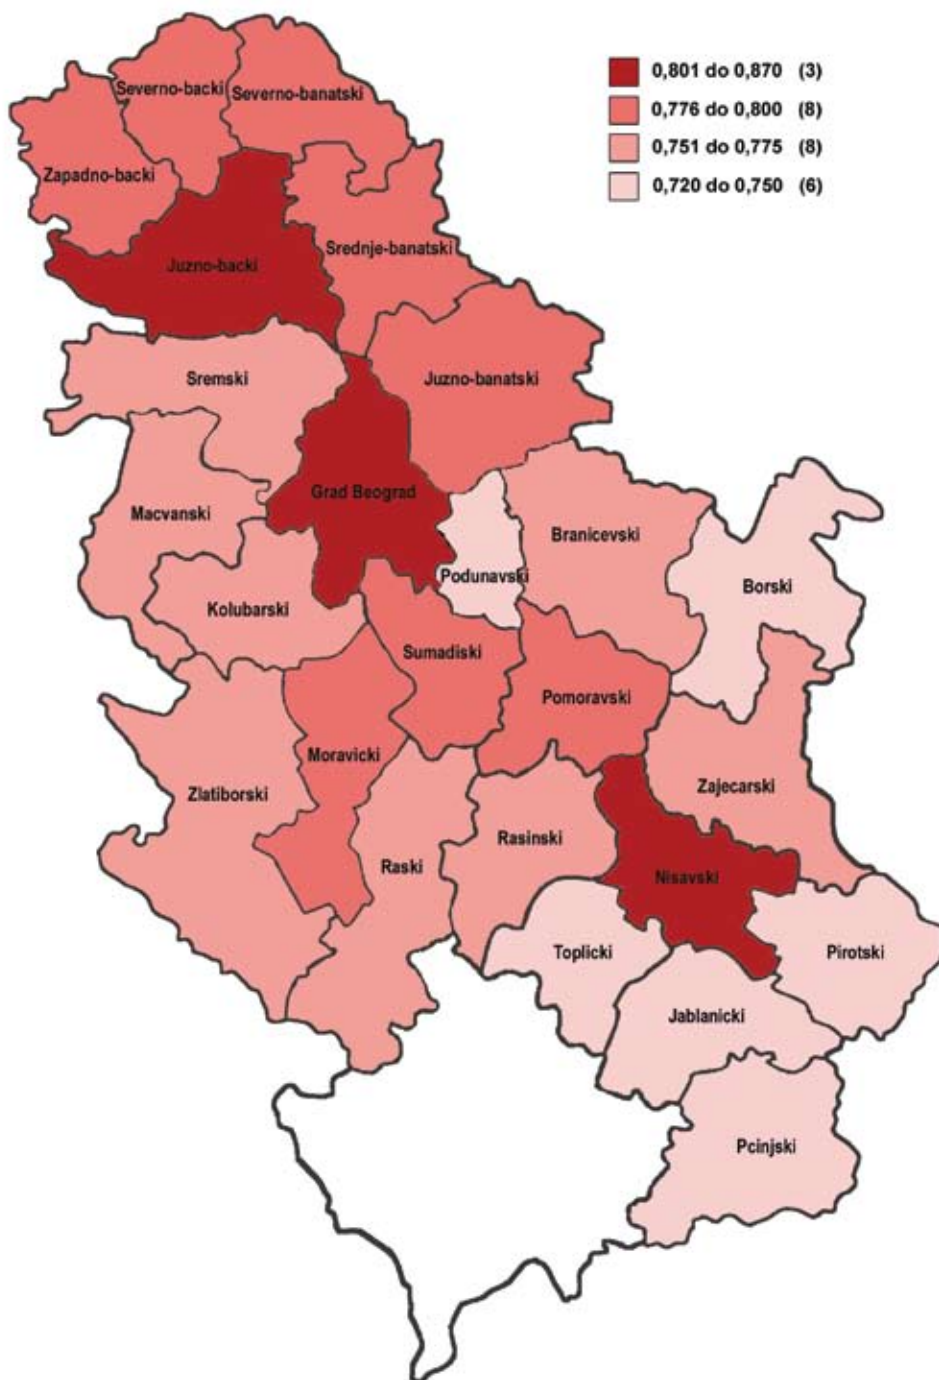 0,801 do 0,870 (3)
0,776 do 0,800 (8)
0,751 do 0,775 (8)
0,720 do 0,750 (6)
Severno-backi
Severno-banatski
Zapadno-backi
Srednje-banatski
Juzno-backi
Sremski
Juzno-banatski
Grad Beograd
Macvanski
Branicevski
Podunavski
Borski
Kolubarski
Sumadiski
Pomoravski
Moravicki
Zlatiborski
Zajecarski
Rasinski
Raski
Nisavski
Toplicki
Pirotski
Jablanicki
Pcinjski